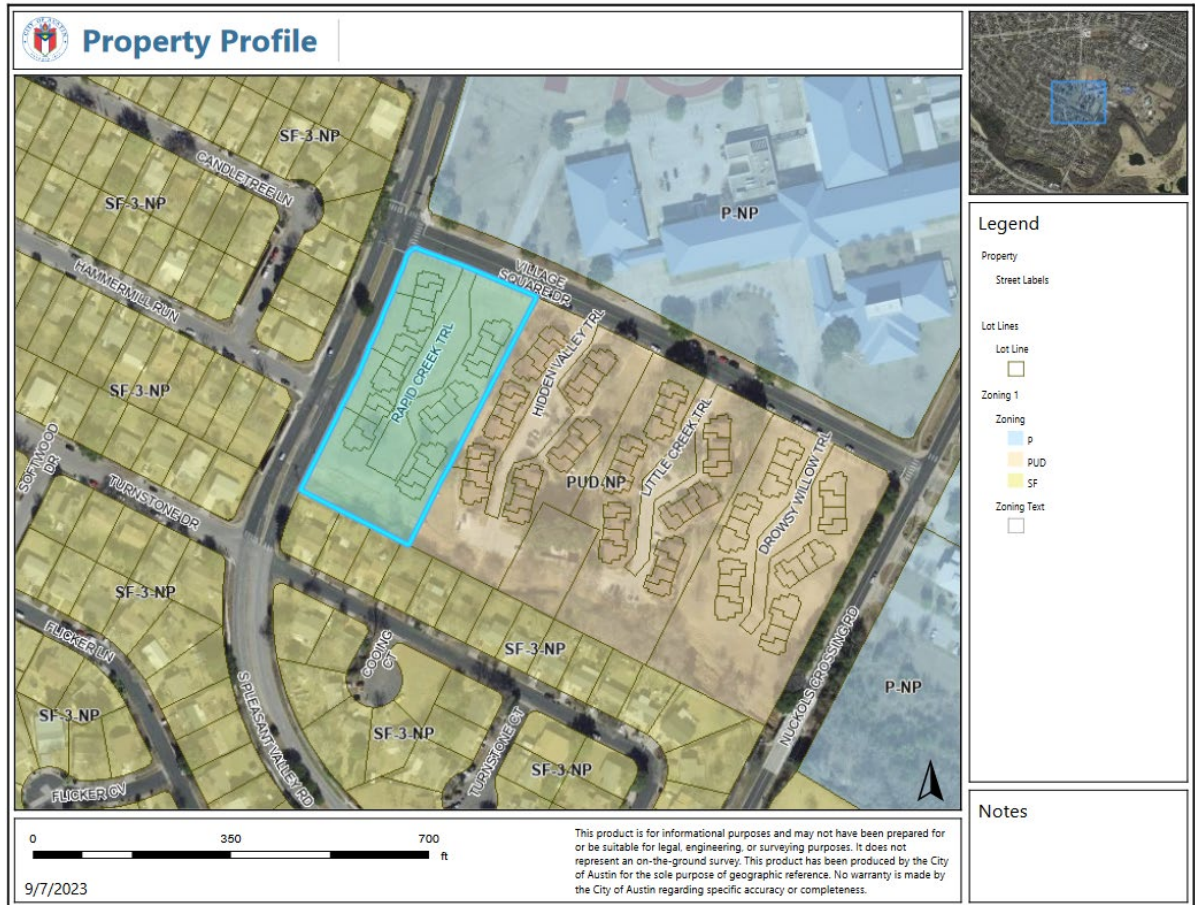 Property Profile
SF-3-NP
CANDLETREE LN
SF-3-NP
P-NP
HAMMERMILL RUN
VILLAGE
SQUARE DR
RAPID CREEK TRL
HIDDEN VALLEY TRL
SF-3-NP
LITTLE CREEK TRL
SOFTWOOD
DR
DROWSY WILLOW TRL
PUD-NP
TURNSTONE DR
SF-3-NP
FLICKER LN
COOING
CT
SF-3-NP
NUCKOLS CROSSING RD
P-NP
SF-3-NP
S PLEASANT VALLEY RD
SF-3-NP
TURNSTONE CT
SF-3-NP
FLICKER CV
Legend
Property
Street Labels
Lot Lines
Lot Line
Zoning 1
Zoning
P
PUD
SF
Zoning Text
Notes
0 350 700
ft
9/7/2023
This product is for informational purposes and may not have been prepared for
or be suitable for legal, engineering, or surveying purposes. It does not
represent an on-the-ground survey. This product has been produced by the City
of Austin for the sole purpose of geographic reference. No warranty is made by
the City of Austin regarding specific accuracy or completeness.